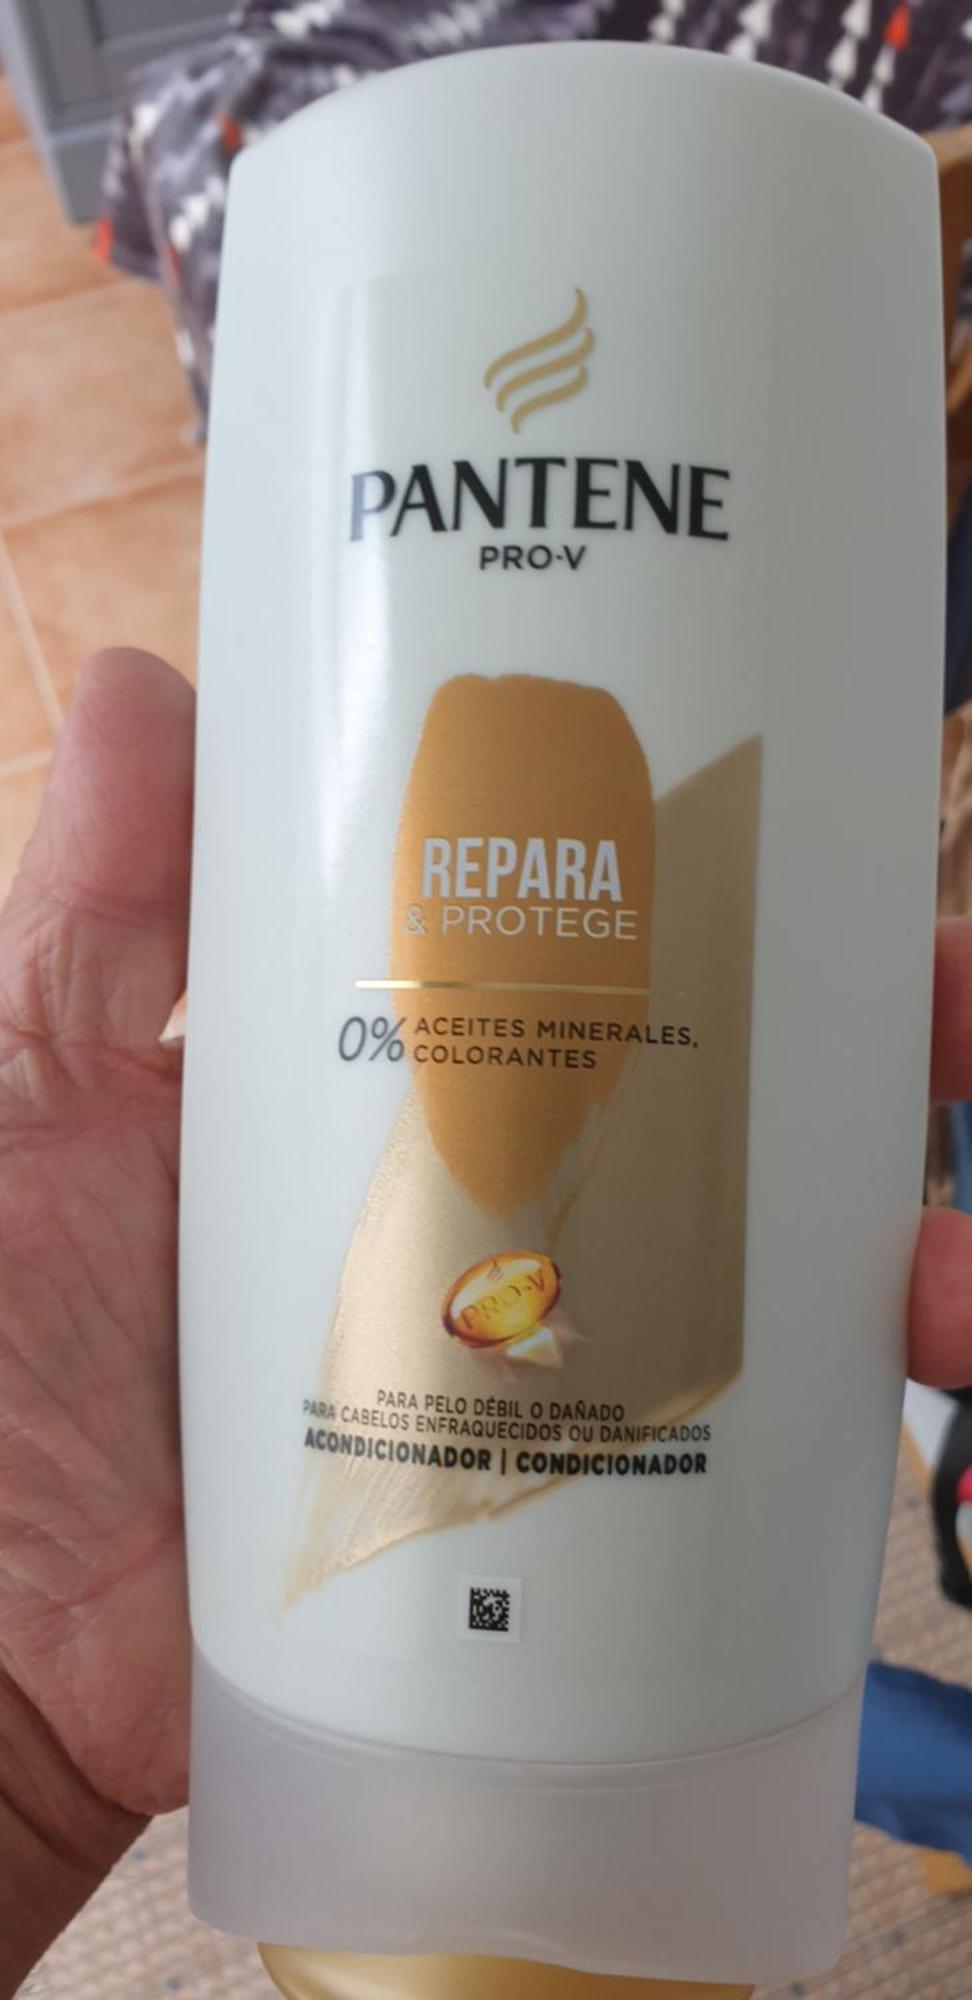 PANTENE
PRO-V
REPARA
& PROTEGE
0% ACEITES MINERALES,
COLORANTES
PRO-V
PARA PELO DÉBIL O DAÑADO
PARA CABELOS ENFRAQUECIDOS OU DANIFICADOS
ACONDICIONADOR | CONDICIONADOR